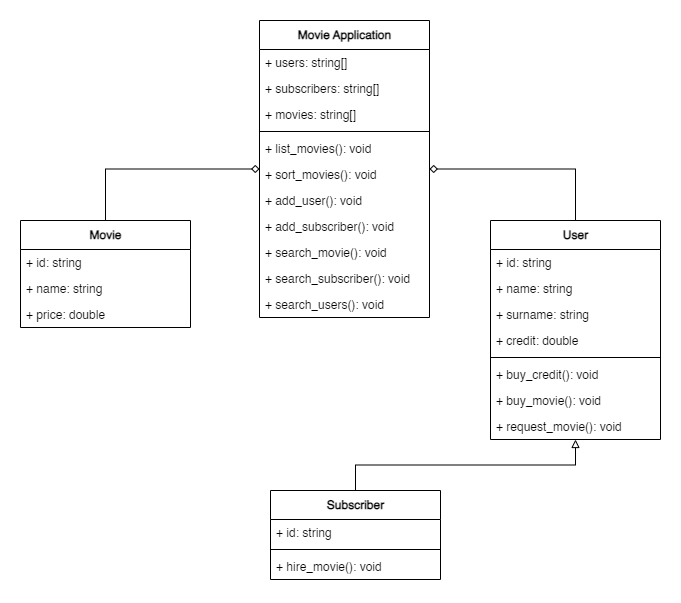 Movie Application
+ users: string[]
+ subscribers: string[]
+ movies: string[]
+ list_movies(): void
+ sort_movies(): void
+ add_user(): void
+ add_subscriber(): void
+ search_movie(): void
+ search_subscriber(): void
+ search_users(): void
Movie
+ id: string
+ name: string
+ price: double
User
+ id: string
+ name: string
+ surname: string
+ credit: double
+ buy_credit(): void
+ buy_movie(): void
+ request_movie(): void
Subscriber
+ id: string
+ hire_movie(): void